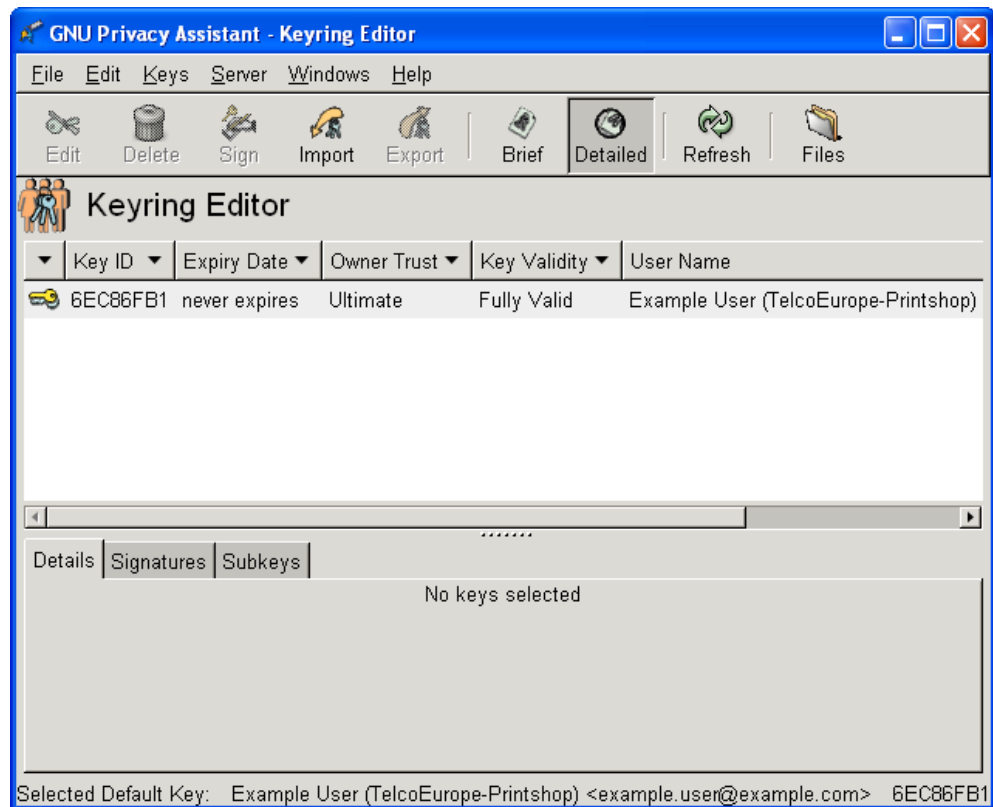 GNU Privacy Assistant - Keyring Editor
File Edit Keys Server Windows Help
Edit Delete Sign Import Export Brief Detailed Refresh Files
Keyring Editor
Key ID Expiry Date Owner Trust Key Validity User Name
6EC86FB1 never expires Ultimate Fully Valid Example User (TelcoEurope-Printshop)
Details Signatures Subkeys
No keys selected
Selected Default Key: Example User (TelcoEurope-Printshop) <example.user@example.com> 6EC86FB1